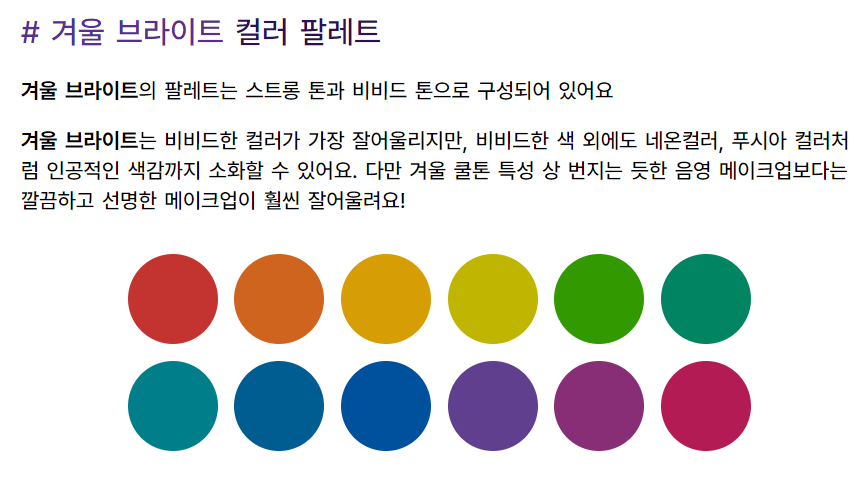 # 겨울 브라이트 컬러 팔레트
겨울 브라이트의 팔레트는 스트롱 톤과 비비드 톤으로 구성되어 있어요
겨울 브라이트는 비비드한 컬러가 가장 잘어울리지만, 비비드한 색 외에도 네온컬러, 푸시아 컬러처
럼 인공적인 색감까지 소화할 수 있어요. 다만 겨울 쿨톤 특성 상 번지는 듯한 음영 메이크업보다는
깔끔하고 선명한 메이크업이 훨씬 잘어울려요!